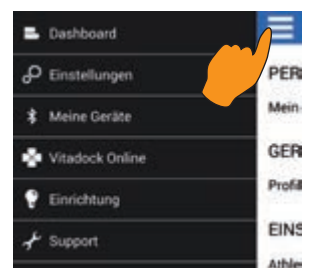 Dashboard
Einstellungen
Meine Geräte
Vitadock Online
Einrichtung
Support
PER
Mein
GER
Profil
EINS
Athle